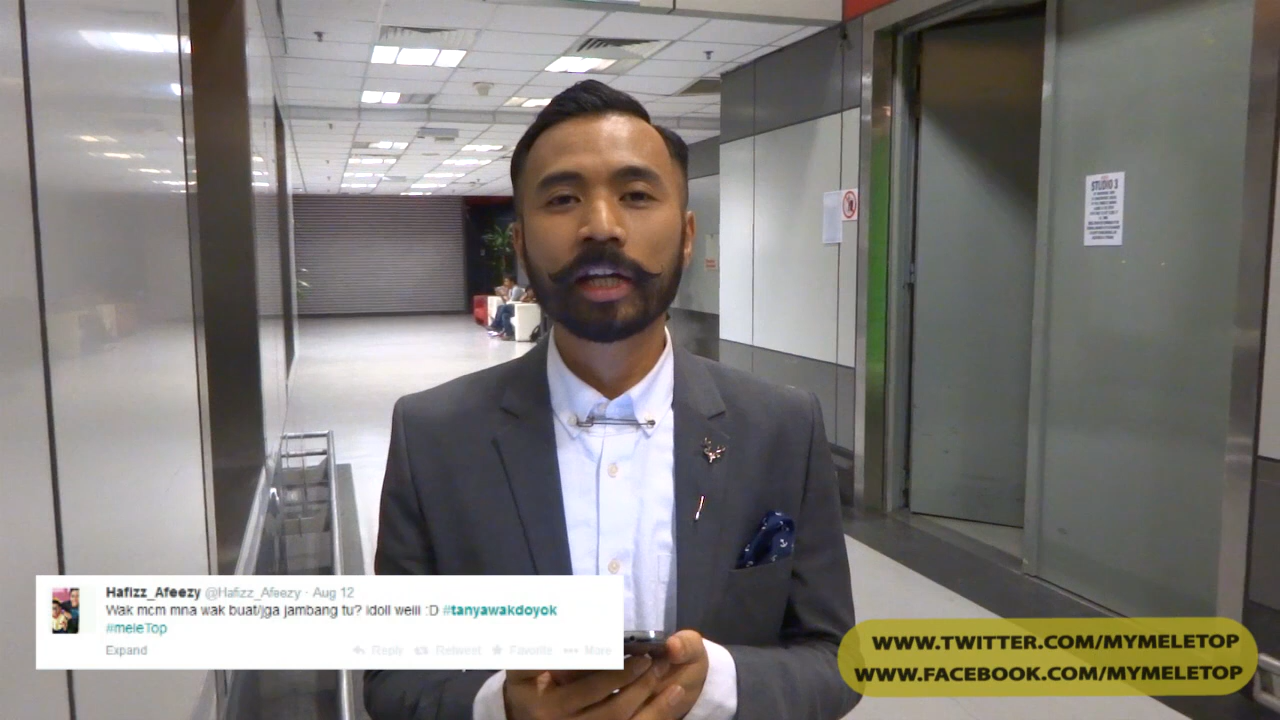 STUDIO 3
Hafizz_Afeezy @Hafizz_Afeezy · Aug 12
Wak mcm mna wak buat/jga jambang tu? idoll weiii :D #tanyawakdoyok
#meleTop
Expand Reply Retweet Favorite More
WWW.TWITTER.COM/MYMELETOP
WWW.FACEBOOK.COM/MYMELETOP